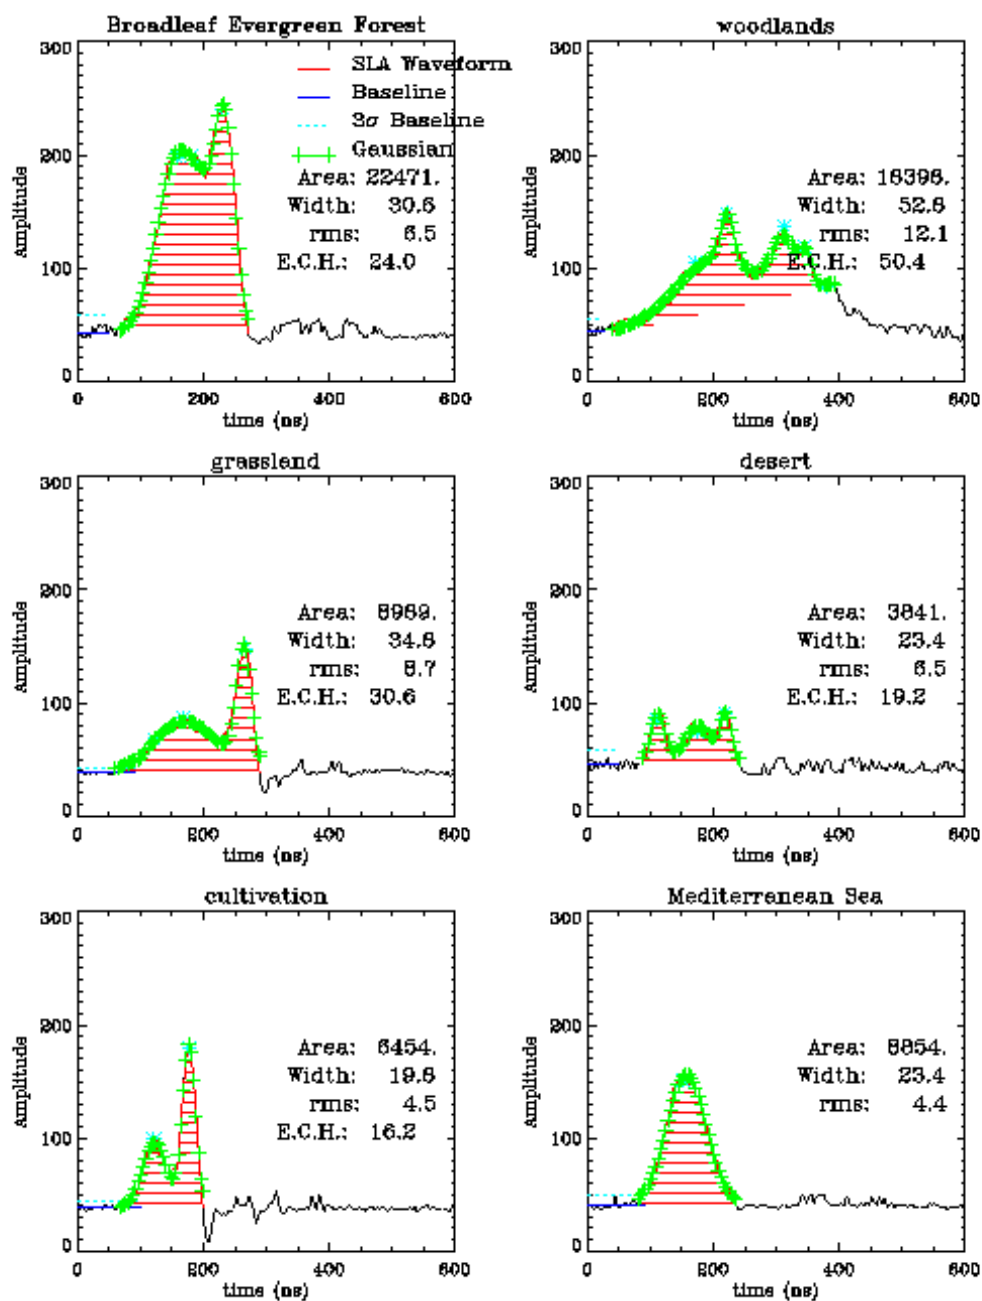 Broadleaf Evergreen Forest
300
SLA Waveform
Baseline
3σ Baseline
Gaussian
200
Area: 22471.
Width: 30.6
rms: 6.5
E.C.H.: 24.0
Amplitude
100
0
0 200 400 600
time (ns)
woodlands
300
200
Area: 16396.
Width: 52.8
rms: 12.1
E.C.H.: 50.4
Amplitude
100
0
0 200 400 600
time (ns)
grassland
300
200
Area: 8989.
Width: 34.8
rms: 8.7
E.C.H.: 30.6
Amplitude
100
0
0 200 400 600
time (ns)
desert
300
200
Area: 3841.
Width: 23.4
rms: 6.5
E.C.H.: 19.2
Amplitude
100
0
0 200 400 600
time (ns)
cultivation
300
200
Area: 6454.
Width: 19.8
rms: 4.5
E.C.H.: 16.2
Amplitude
100
0
0 200 400 600
time (ns)
Mediterranean Sea
300
200
Area: 8854.
Width: 23.4
rms: 4.4
Amplitude
100
0
0 200 400 600
time (ns)